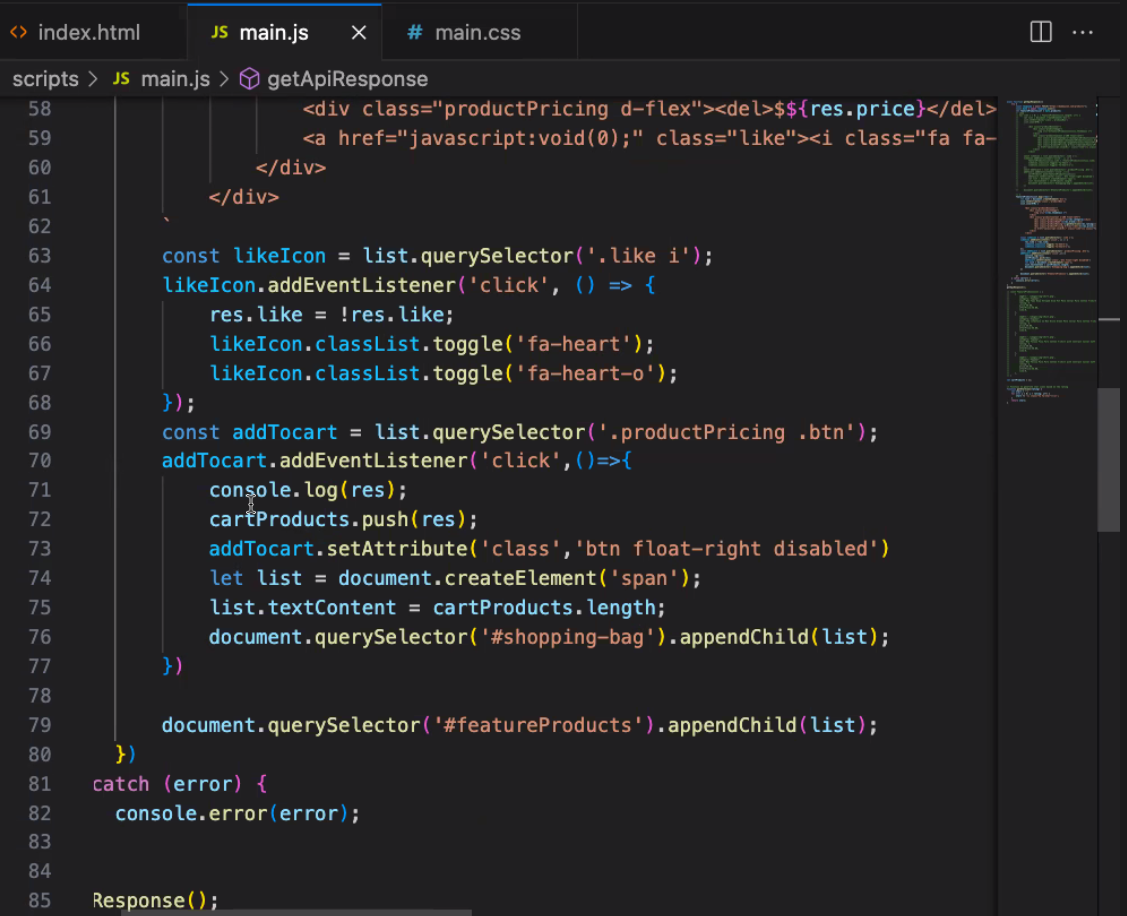 index.html
JS main.js
# main.css
scripts > JS main.js > getApiResponse
58 <div class="productPricing d-flex"><del>$${res.price}</del>
59 <a href="javascript:void(0);" class="like"><i class="fa fa-
60 </div>
61 </div>
62 `
63 const likeIcon = list.querySelector('.like i');
64 likeIcon.addEventListener('click', () => {
65 res.like = !res.like;
66 likeIcon.classList.toggle('fa-heart');
67 likeIcon.classList.toggle('fa-heart-o');
68 });
69 const addTocart = list.querySelector('.productPricing .btn');
70 addTocart.addEventListener('click',()=>{
71 console.log(res);
72 cartProducts.push(res);
73 addTocart.setAttribute('class','btn float-right disabled')
74 let list = document.createElement('span');
75 list.textContent = cartProducts.length;
76 document.querySelector('#shopping-bag').appendChild(list);
77 })
78
79 document.querySelector('#featureProducts').appendChild(list);
80 })
81 catch (error) {
82 console.error(error);
83
84
85 Response();